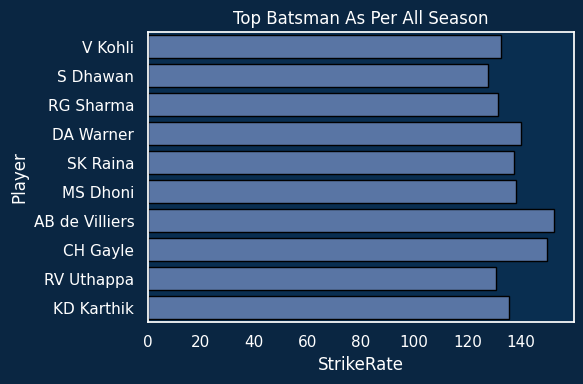 Top Batsman As Per All Season
Player
V Kohli
S Dhawan
RG Sharma
DA Warner
SK Raina
MS Dhoni
AB de Villiers
CH Gayle
RV Uthappa
KD Karthik
0 20 40 60 80 100 120 140
StrikeRate